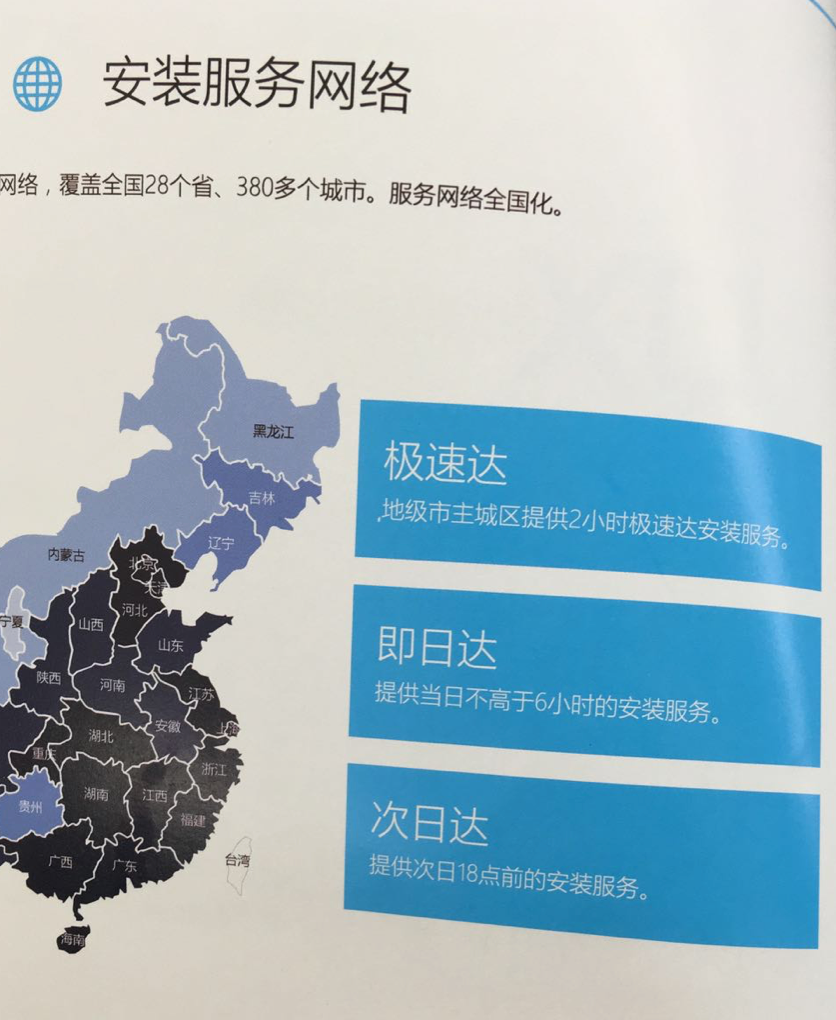 安装服务网络
网络，覆盖全国28个省、380多个城市。服务网络全国化。
黑龙江
吉林
辽宁
内蒙古
北京
天津
宁夏
河北
山西
山东
陕西
河南
江苏
安徽
上海
湖北
重庆
浙江
湖南
江西
贵州
福建
广西
广东
台湾
海南
极速达
地级市主城区提供2小时极速达安装服务。
即日达
提供当日不高于6小时的安装服务。
次日达
提供次日18点前的安装服务。